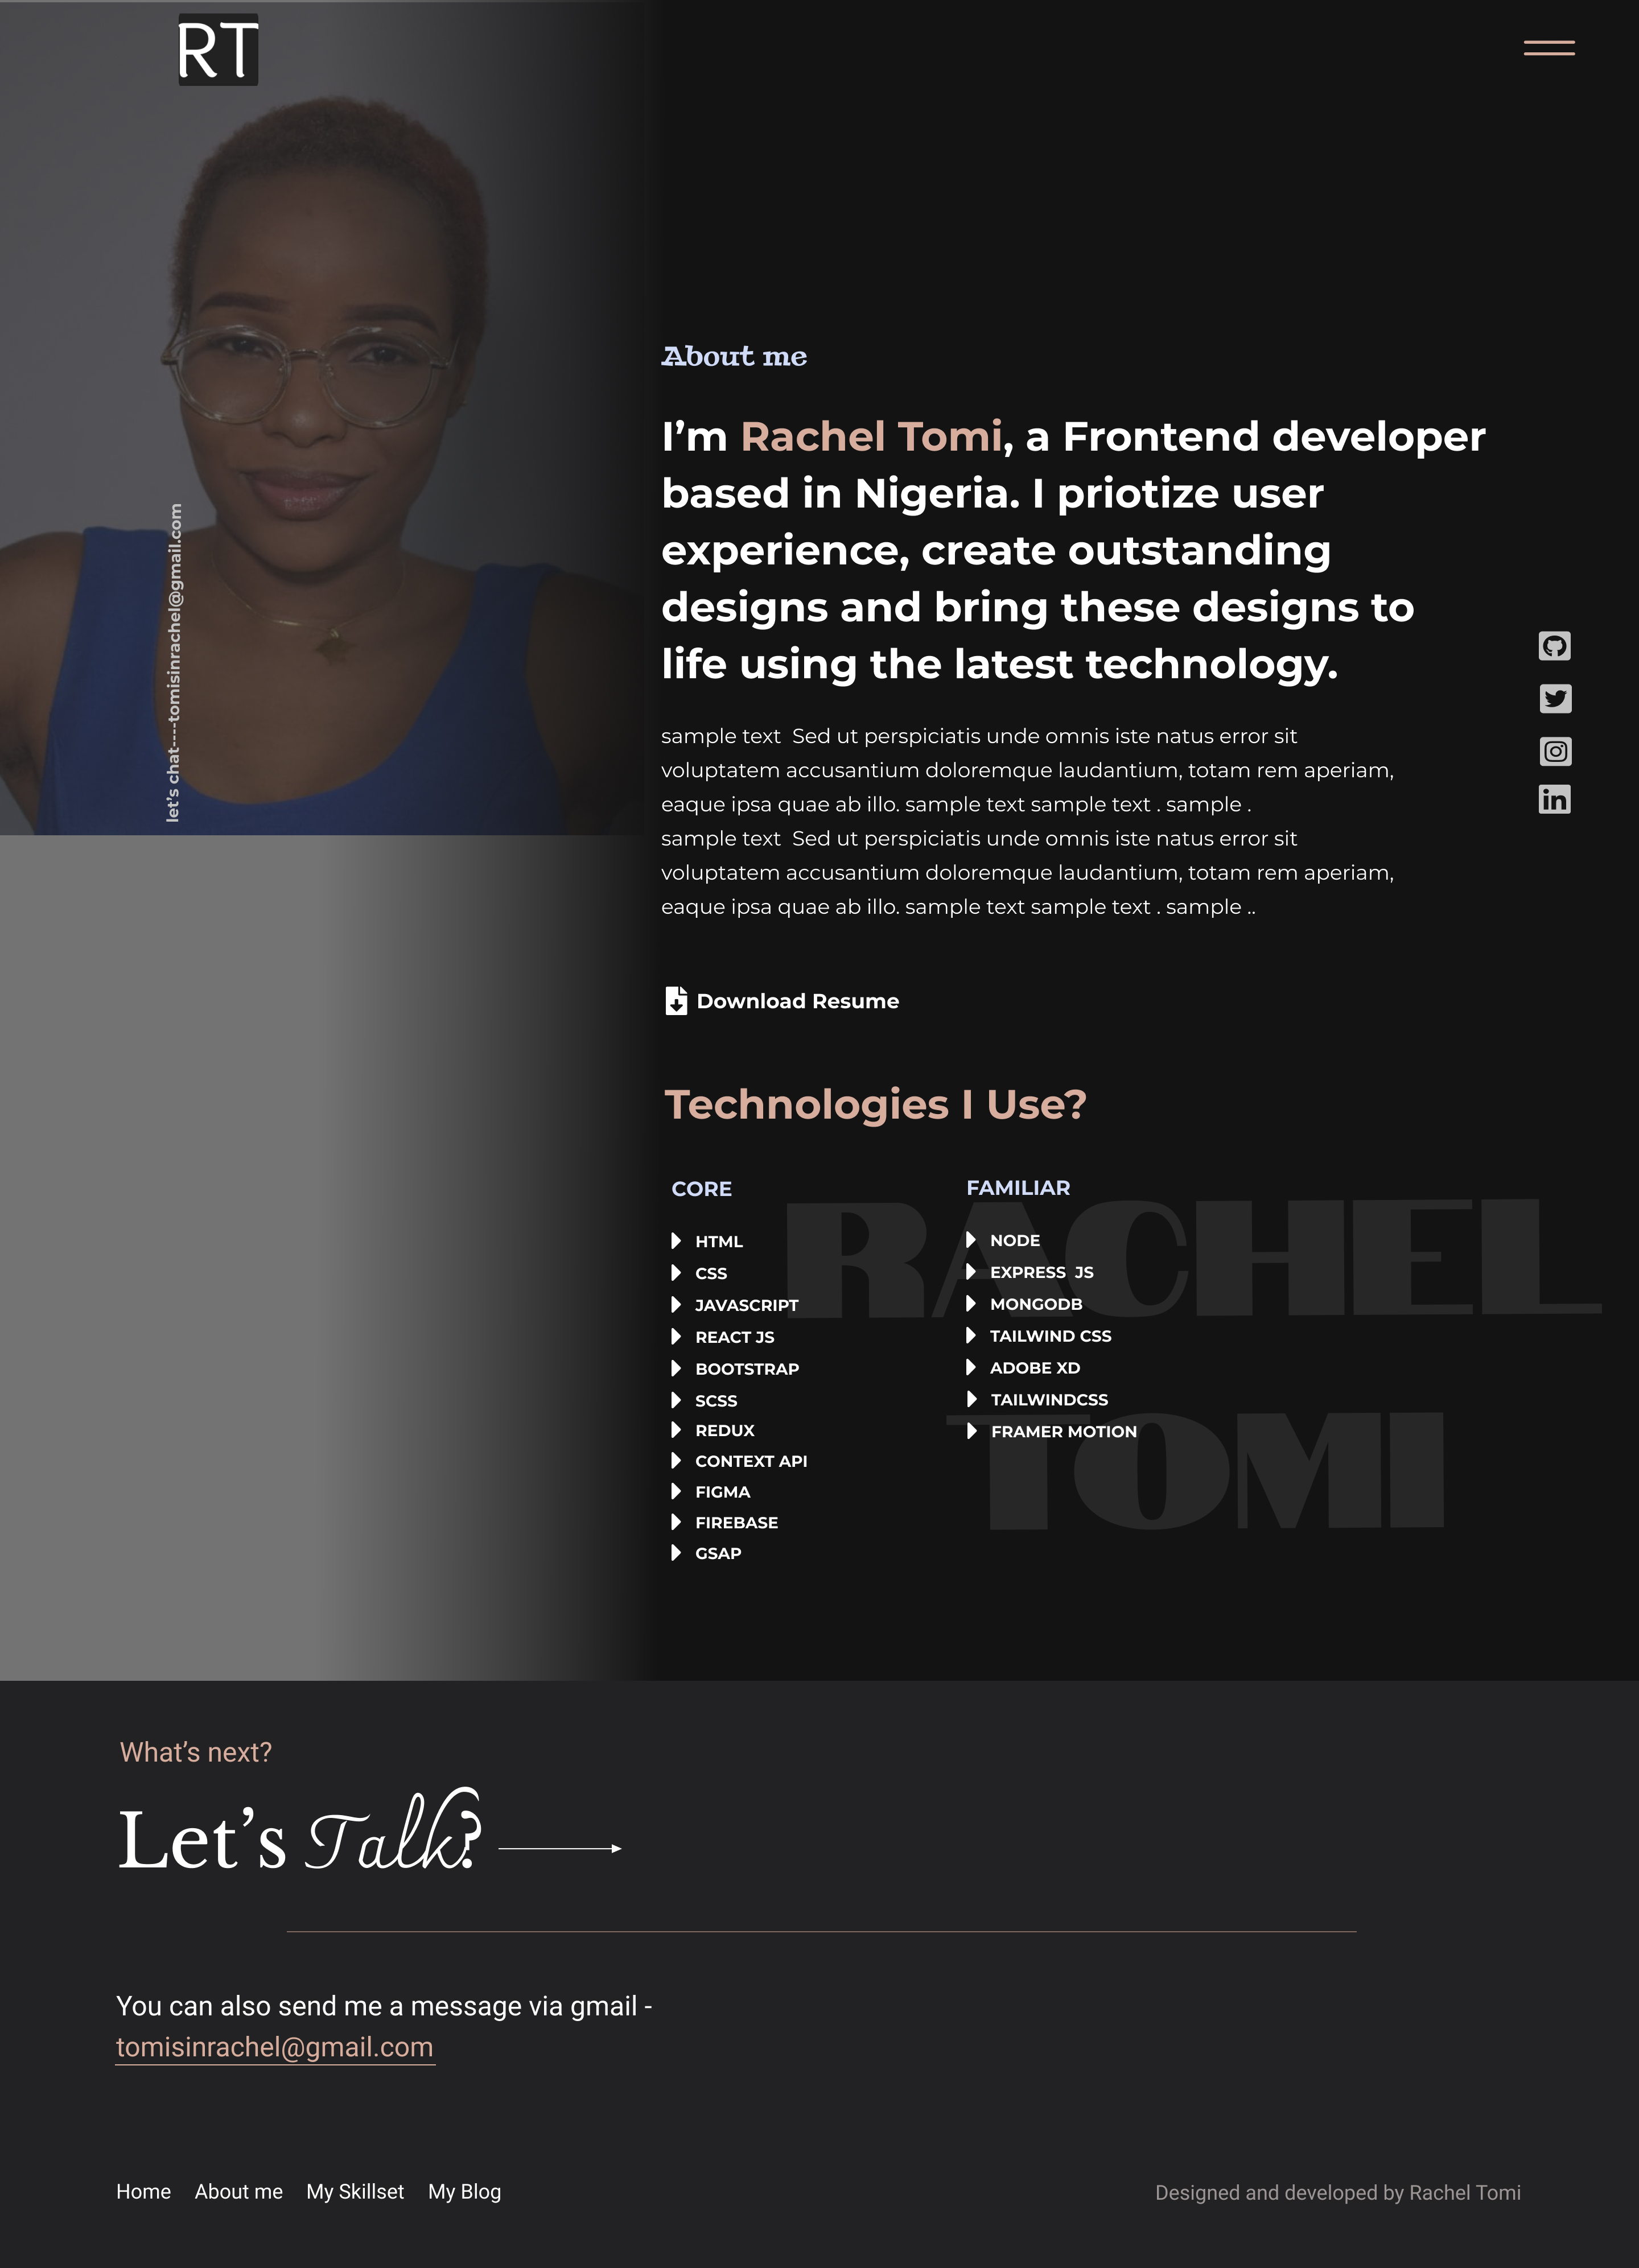 RT
let's chat----tomisinrachel@gmail.com
About me
I’m Rachel Tomi, a Frontend developer
based in Nigeria. I priotize user
experience, create outstanding
designs and bring these designs to
life using the latest technology.
sample text  Sed ut perspiciatis unde omnis iste natus error sit
voluptatem accusantium doloremque laudantium, totam rem aperiam,
eaque ipsa quae ab illo. sample text sample text . sample .
sample text  Sed ut perspiciatis unde omnis iste natus error sit
voluptatem accusantium doloremque laudantium, totam rem aperiam,
eaque ipsa quae ab illo. sample text sample text . sample ..
Download Resume
Technologies I Use?
CORE
HTML
CSS
JAVASCRIPT
REACT JS
BOOTSTRAP
SCSS
REDUX
CONTEXT API
FIGMA
FIREBASE
GSAP
FAMILIAR
NODE
EXPRESS  JS
MONGODB
TAILWIND CSS
ADOBE XD
TAILWINDCSS
FRAMER MOTION
RACHEL
TOMI
What’s next?
Let’s Talk?
You can also send me a message via gmail -
tomisinrachel@gmail.com
Home About me My Skillset My Blog
Designed and developed by Rachel Tomi